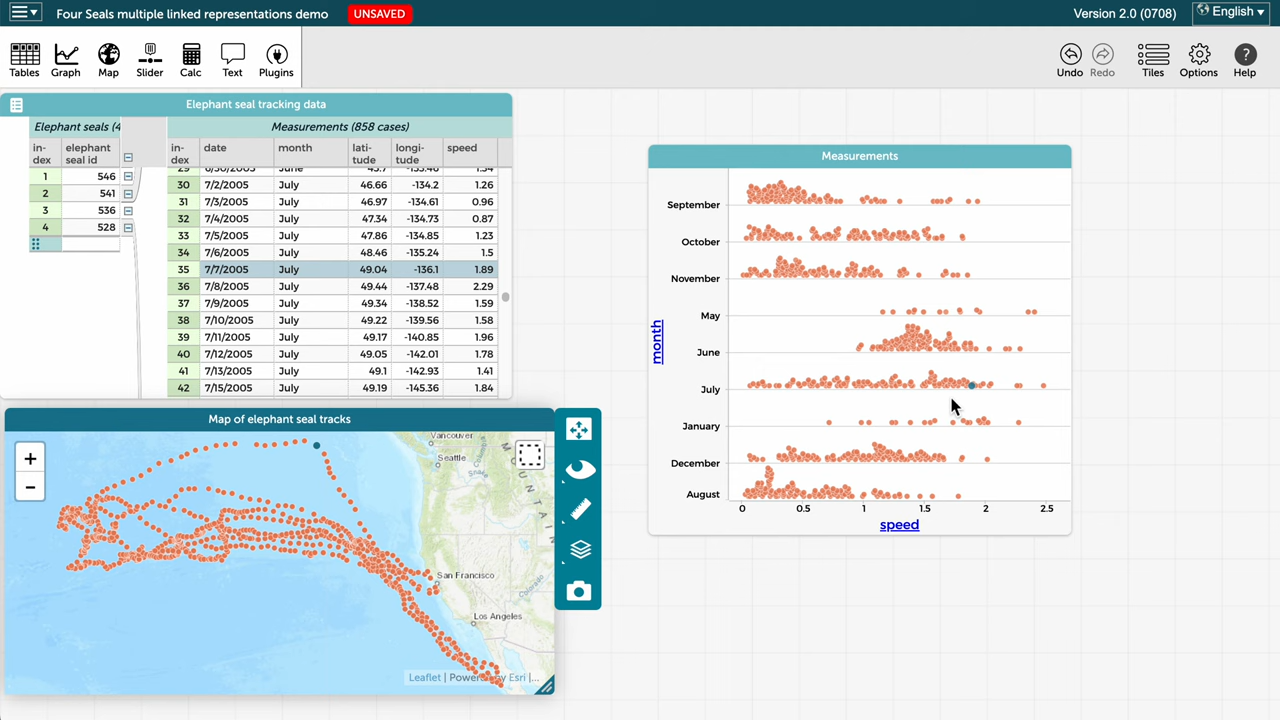 Four Seals multiple linked representations demo UNSAVED Version 2.0 (0708) English
Tables Graph Map Slider Calc Text Plugins Undo Redo Tiles Options Help
Elephant seal tracking data
Elephant seals (4 Measurements (858 cases)
in-dex elephant seal id in-dex date month lati-tude longi-tude speed
1 546
2 541
3 536
4 528
30 7/2/2005 July 46.66 -134.2 1.26
31 7/3/2005 July 46.97 -134.61 0.96
32 7/4/2005 July 47.34 -134.73 0.87
33 7/5/2005 July 47.86 -134.85 1.23
34 7/6/2005 July 48.46 -135.24 1.5
35 7/7/2005 July 49.04 -136.1 1.89
36 7/8/2005 July 49.44 -137.48 2.29
37 7/9/2005 July 49.34 -138.52 1.59
38 7/10/2005 July 49.22 -139.56 1.58
39 7/11/2005 July 49.17 -140.85 1.96
40 7/12/2005 July 49.05 -142.01 1.78
41 7/13/2005 July 49.1 -142.93 1.41
42 7/15/2005 July 49.19 -145.36 1.84
Map of elephant seal tracks
+
−
Vancouver
Seattle
San Francisco
Los Angeles
Colorado
Leaflet | Powered by Esri |...
Measurements
month
September
October
November
May
June
July
January
December
August
0 0.5 1 1.5 2 2.5
speed